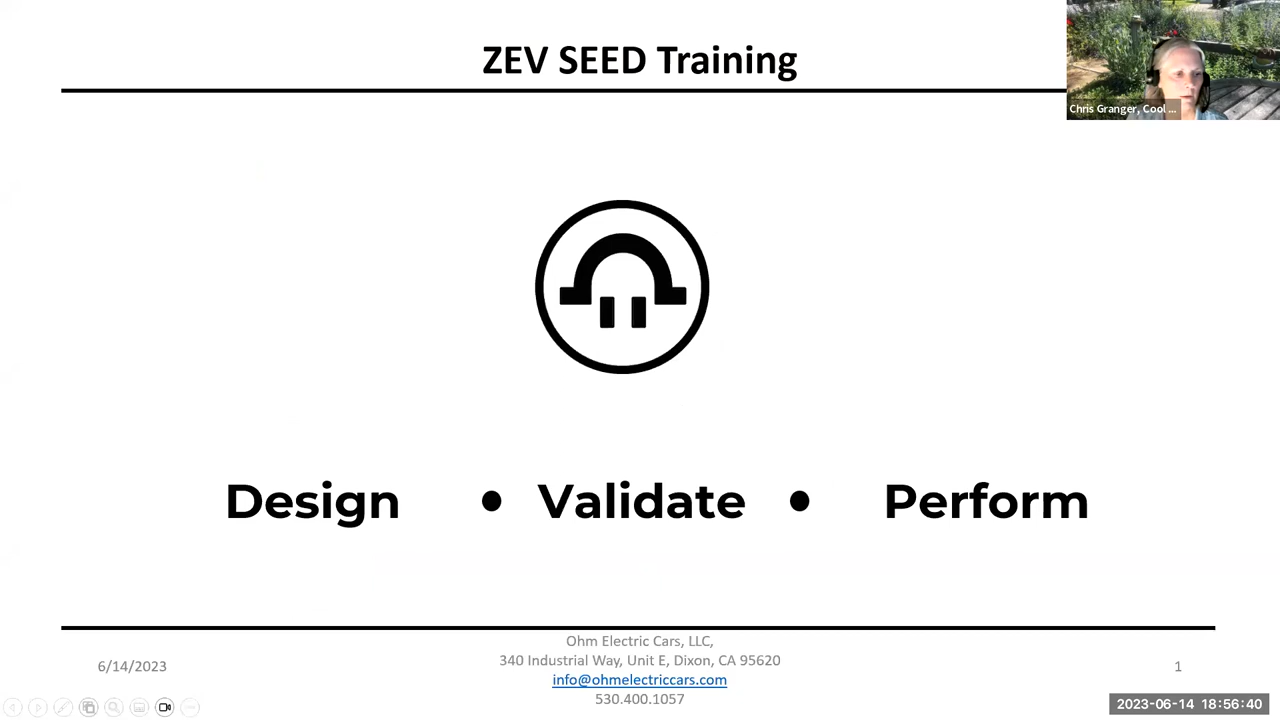 ZEV SEED Training
Chris Granger, Cool ...
Design • Validate • Perform
Ohm Electric Cars, LLC,
340 Industrial Way, Unit E, Dixon, CA 95620
info@ohmelectriccars.com
530.400.1057
6/14/2023
1
2023-06-14 18:56:40